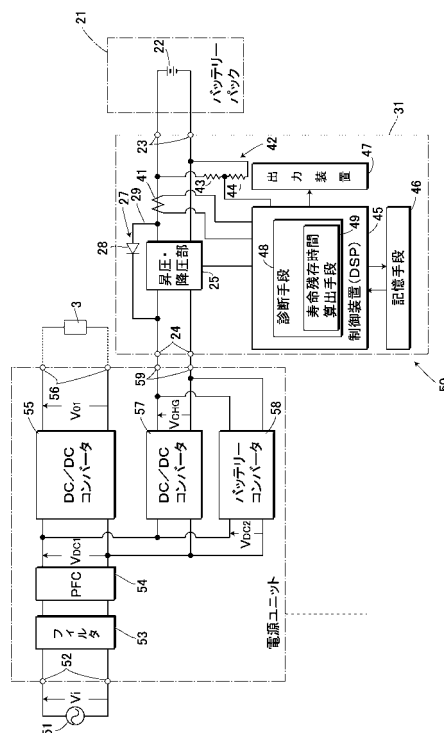 21
22
バッテリー
パック
23
31
42
43
44
41
27
29
28
昇圧・
降圧部
25
出力装置
47
48
49
診断手段
寿命残存時間
算出手段
制御装置(DSP)
45
記憶手段
46
50
24
59
3
56
55
V01
DC/DC
コンバータ
57
VCHG
DC/DC
コンバータ
58
バッテリー
コンバータ
VDC1
VDC2
PFC
54
フィルタ
53
電源ユニット
52
Vi
51